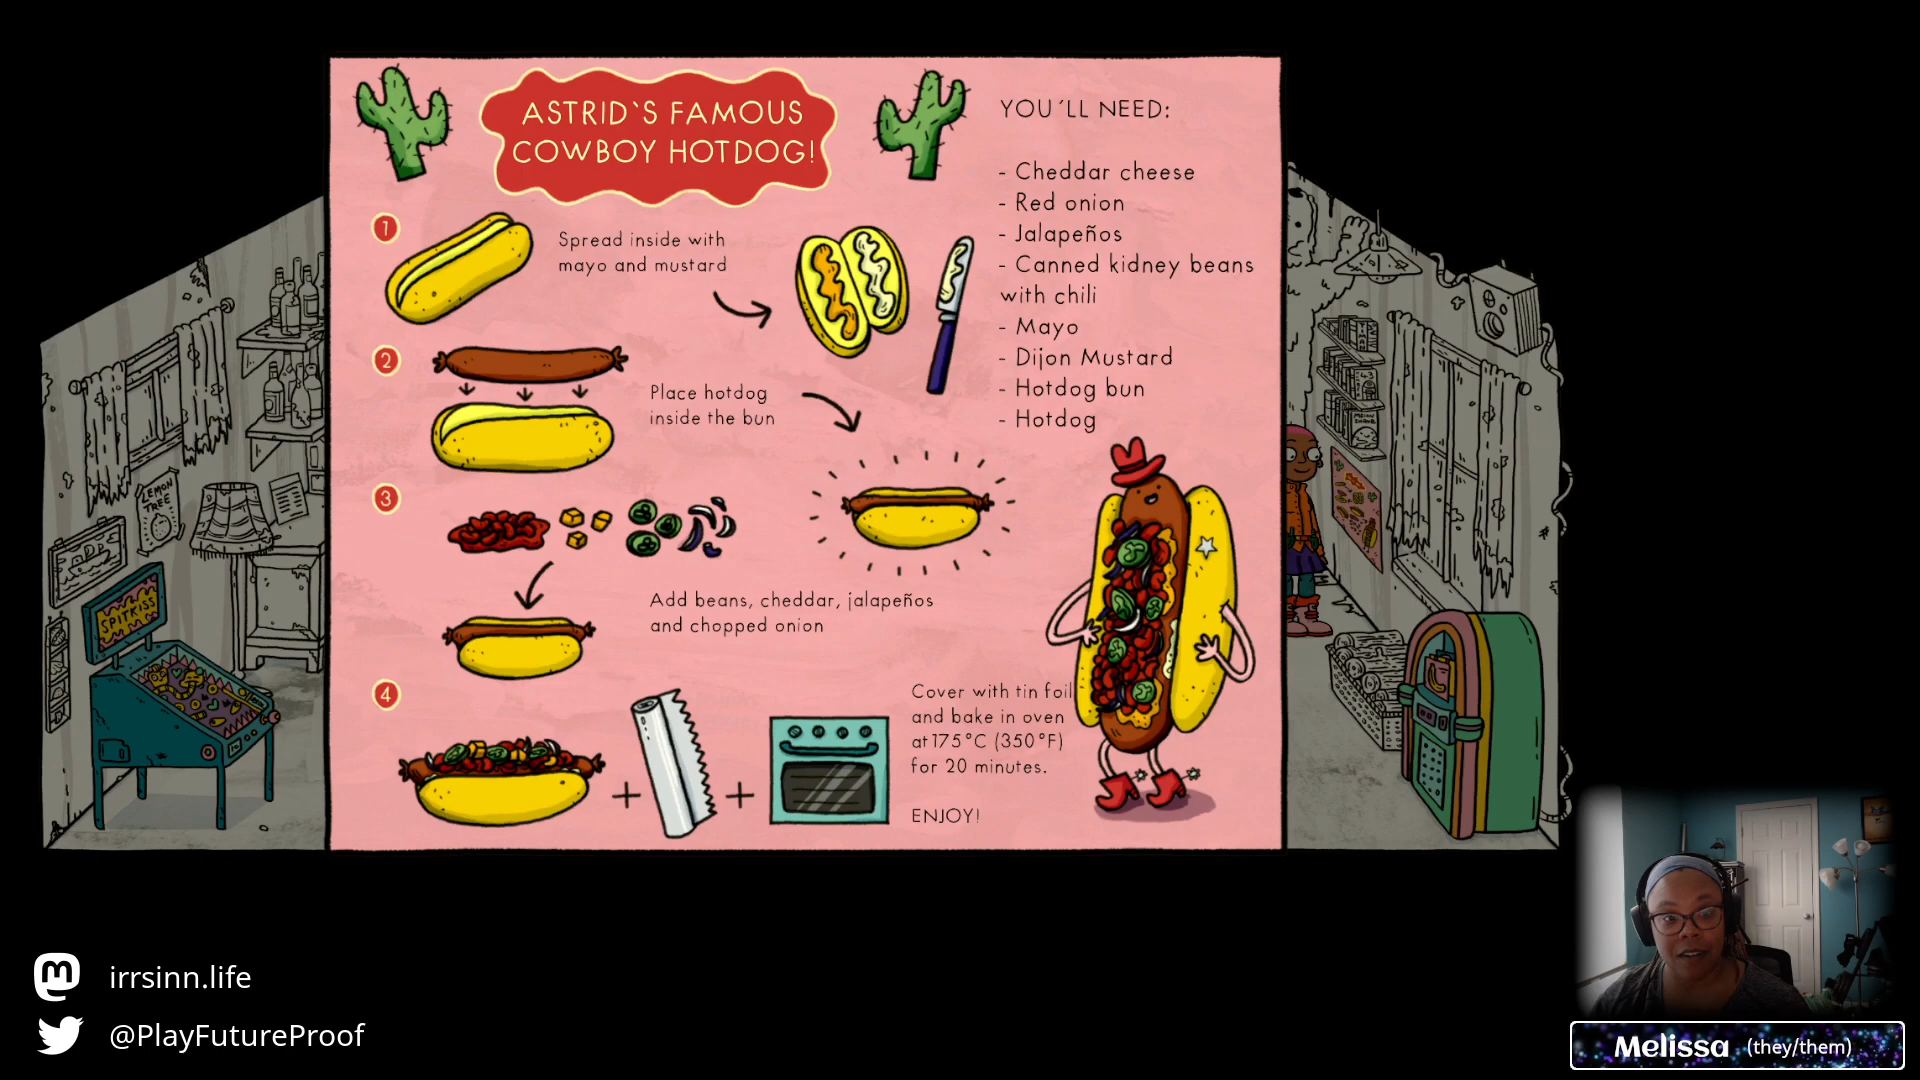 ASTRID`S FAMOUS
COWBOY HOTDOG!
1
Spread inside with
mayo and mustard
2
Place hotdog
inside the bun
3
Add beans, cheddar, jalapeños
and chopped onion
4
+
+
Cover with tin foil
and bake in oven
at 175°C (350°F)
for 20 minutes.
ENJOY!
YOU´LL NEED:
- Cheddar cheese
- Red onion
- Jalapeños
- Canned kidney beans
with chili
- Mayo
- Dijon Mustard
- Hotdog bun
- Hotdog
LEMON
TREE
SPITKISS
irrsinn.life
@PlayFutureProof
Melissa (they/them)